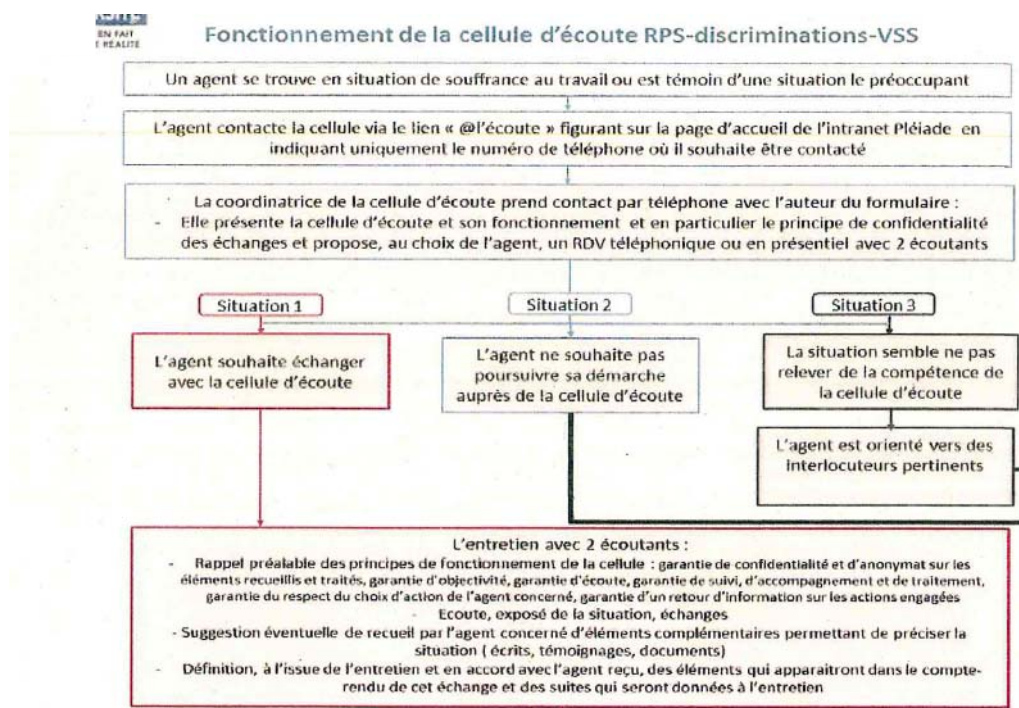 EN FAIT
E RÉALITÉ
Fonctionnement de la cellule d'écoute RPS-discriminations-VSS
Un agent se trouve en situation de souffrance au travail ou est témoin d'une situation le préoccupant
L'agent contacte la cellule via le lien « @l'écoute » figurant sur la page d'accueil de l'intranet Pléiade en
indiquant uniquement le numéro de téléphone où il souhaite être contacté
La coordinatrice de la cellule d'écoute prend contact par téléphone avec l'auteur du formulaire :
- Elle présente la cellule d'écoute et son fonctionnement et en particulier le principe de confidentialité
des échanges et propose, au choix de l'agent, un RDV téléphonique ou en présentiel avec 2 écoutants
Situation 1
Situation 2
Situation 3
L'agent souhaite échanger
avec la cellule d'écoute
L'agent ne souhaite pas
poursuivre sa démarche
auprès de la cellule d'écoute
La situation semble ne pas
relever de la compétence de
la cellule d'écoute
L'agent est orienté vers des
interlocuteurs pertinents
L'entretien avec 2 écoutants :
- Rappel préalable des principes de fonctionnement de la cellule : garantie de confidentialité et d'anonymat sur les
éléments recueillis et traités, garantie d'objectivité, garantie d'écoute, garantie de suivi, d'accompagnement et de traitement,
garantie du respect du choix d'action de l'agent concerné, garantie d'un retour d'information sur les actions engagées
- Ecoute, exposé de la situation, échanges
- Suggestion éventuelle de recueil par l'agent concerné d'éléments complémentaires permettant de préciser la
situation ( écrits, témoignages, documents)
- Définition, à l'issue de l'entretien et en accord avec l'agent reçu, des éléments qui apparaitront dans le compte-
rendu de cet échange et des suites qui seront données à l'entretien